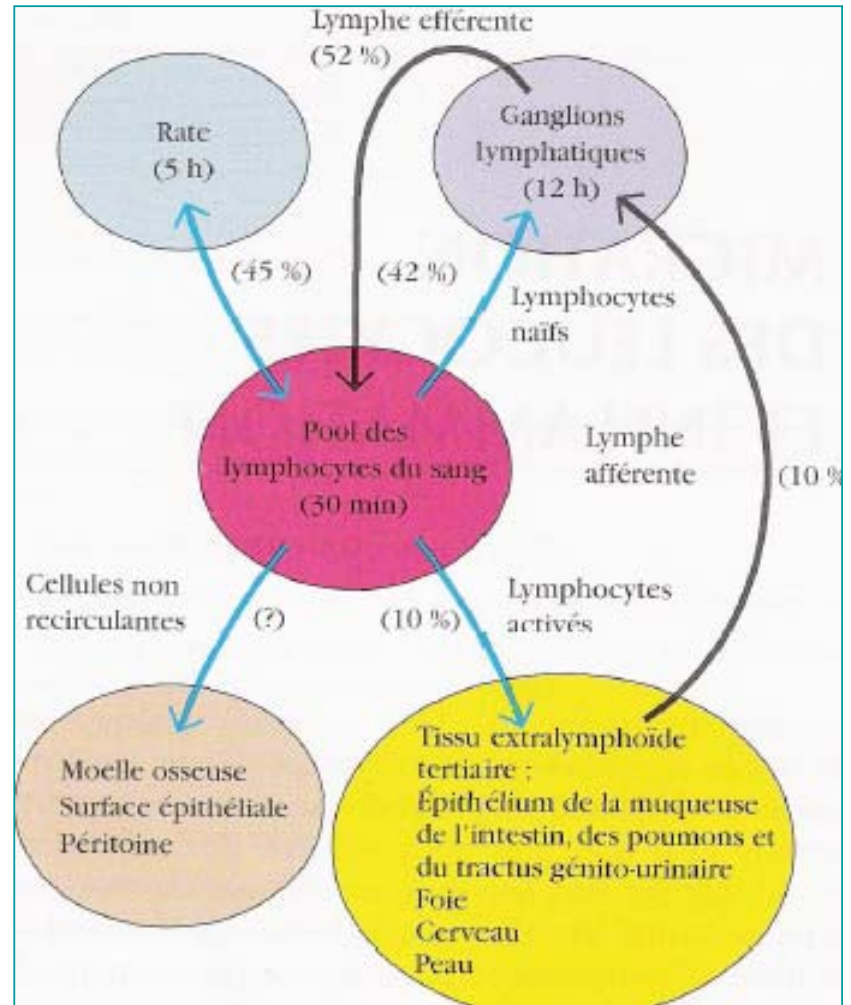 Lymphe efférente
(52 %)
Rate
(5 h)
Ganglions
lymphatiques
(12 h)
(45 %)
(42 %)
Lymphocytes
naïfs
Pool des
lymphocytes du sang
(30 min)
Lymphe
afférente
(10 %
Cellules non
recirculantes
(?)
(10 %)
Lymphocytes
activés
Moelle osseuse
Surface épithéliale
Péritoine
Tissu extralymphoïde
tertiaire :
Épithélium de la muqueuse
de l'intestin, des poumons et
du tractus génito-urinaire
Foie
Cerveau
Peau